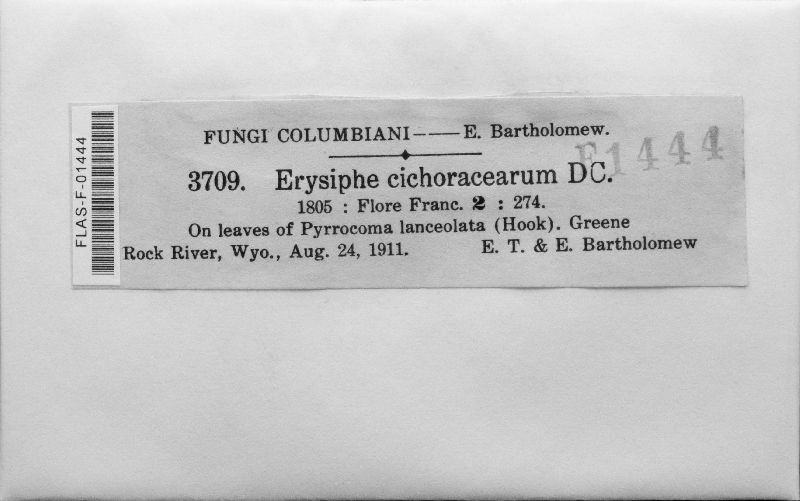 FUNGI COLUMBIANI——E. Bartholomew.
F1444
3709. Erysiphe cichoracearum DC.
1805 : Flore Franc. 2 : 274.
On leaves of Pyrrocoma lanceolata (Hook). Greene
Rock River, Wyo., Aug. 24, 1911. E. T. & E. Bartholomew
FLAS-F-01444